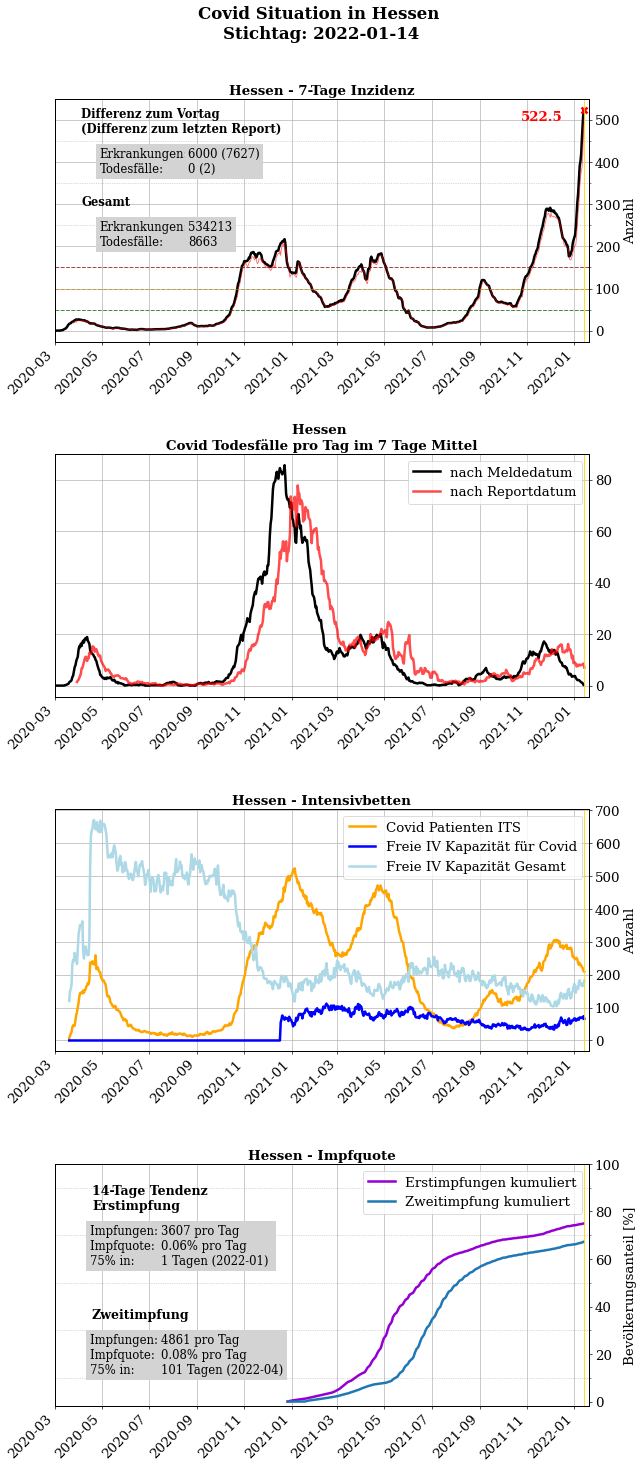 Covid Situation in Hessen
Stichtag: 2022-01-14
Hessen - 7-Tage Inzidenz
Differenz zum Vortag
(Differenz zum letzten Report)
Erkrankungen 6000 (7627)
Todesfälle: 0 (2)
Gesamt
Erkrankungen 534213
Todesfälle: 8663
522.5
500
400
300
200
100
0
Anzahl
2020-03
2020-05
2020-07
2020-09
2020-11
2021-01
2021-03
2021-05
2021-07
2021-09
2021-11
2022-01
Hessen
Covid Todesfälle pro Tag im 7 Tage Mittel
nach Meldedatum
nach Reportdatum
80
60
40
20
0
2020-03
2020-05
2020-07
2020-09
2020-11
2021-01
2021-03
2021-05
2021-07
2021-09
2021-11
2022-01
Hessen - Intensivbetten
Covid Patienten ITS
Freie IV Kapazität für Covid
Freie IV Kapazität Gesamt
700
600
500
400
300
200
100
0
Anzahl
2020-03
2020-05
2020-07
2020-09
2020-11
2021-01
2021-03
2021-05
2021-07
2021-09
2021-11
2022-01
Hessen - Impfquote
14-Tage Tendenz
Erstimpfung
Impfungen: 3607 pro Tag
Impfquote: 0.06% pro Tag
75% in: 1 Tagen (2022-01)
Zweitimpfung
Impfungen: 4861 pro Tag
Impfquote: 0.08% pro Tag
75% in: 101 Tagen (2022-04)
Erstimpfungen kumuliert
Zweitimpfung kumuliert
100
80
60
40
20
0
Bevölkerungsanteil [%]
2020-03
2020-05
2020-07
2020-09
2020-11
2021-01
2021-03
2021-05
2021-07
2021-09
2021-11
2022-01